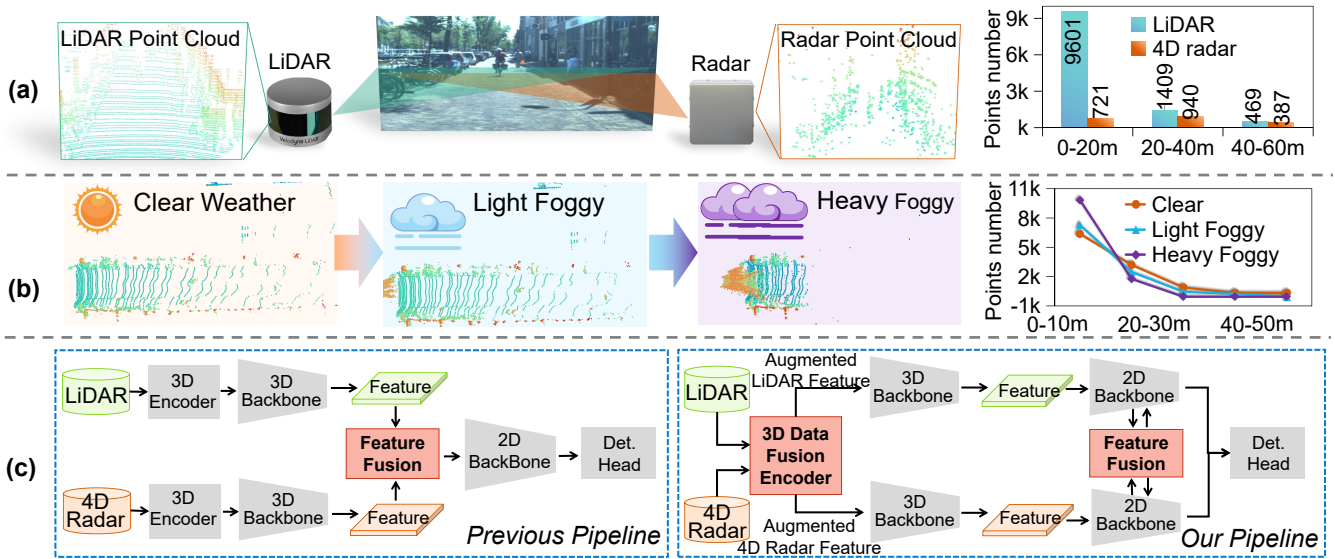 (a)
LiDAR Point Cloud
LiDAR
Velodyne LiDAR
Radar
Radar Point Cloud
Points number
9k
6k
3k
k
LiDAR
4D radar
9601
721
1409
940
469
387
0-20m
20-40m
40-60m
(b)
Clear Weather
Light Foggy
Heavy Foggy
Points number
11k
8k
5k
2k
-1k
Clear
Light Foggy
Heavy Foggy
0-10m
20-30m
40-50m
(c)
LiDAR
3D
Encoder
3D
Backbone
Feature
Feature
Fusion
2D
BackBone
Det.
Head
4D
Radar
3D
Encoder
3D
Backbone
Feature
Previous Pipeline
LiDAR
Augmented
LiDAR Feature
3D
Backbone
Feature
2D
Backbone
3D Data
Fusion
Encoder
Feature
Fusion
Det.
Head
4D
Radar
Augmented
4D Radar Feature
3D
Backbone
Feature
2D
Backbone
Our Pipeline